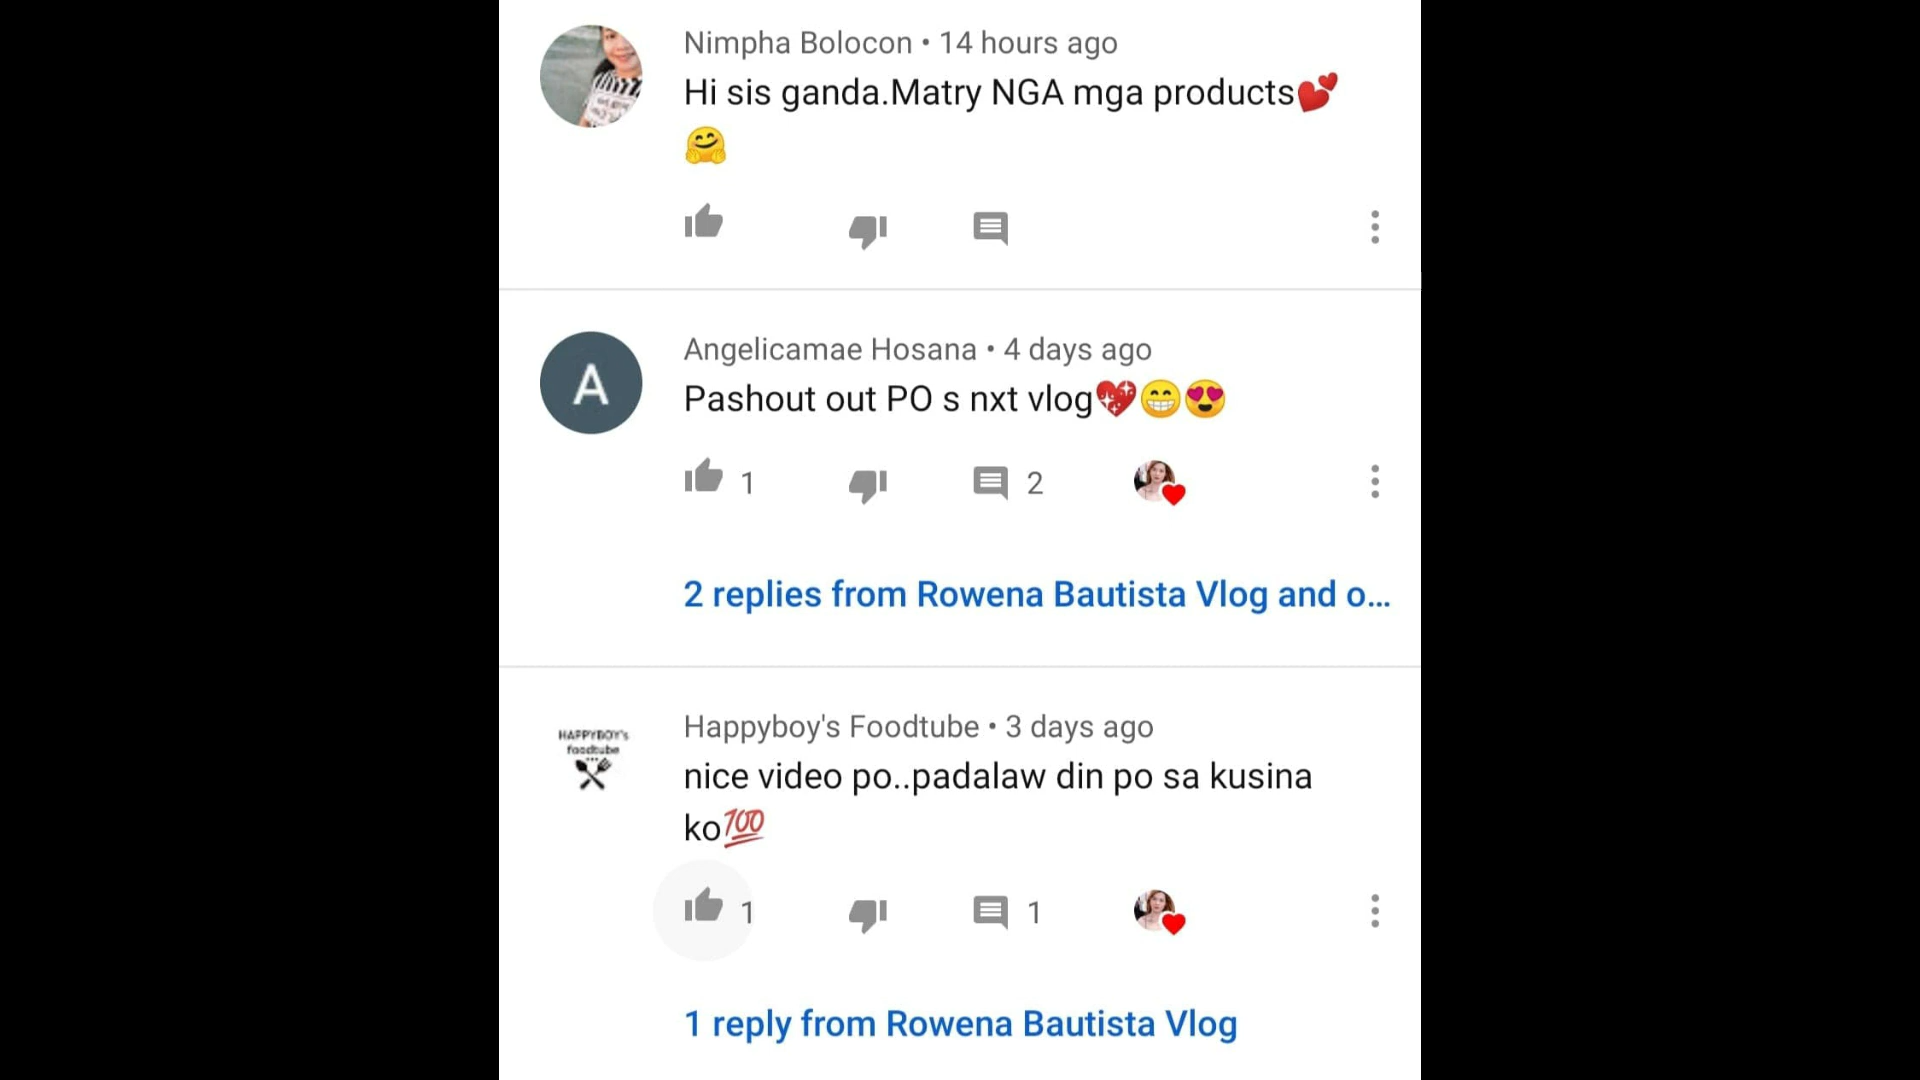 Nimpha Bolocon • 14 hours ago
Hi sis ganda.Matry NGA mga products💕
🤗
A
Angelicamae Hosana • 4 days ago
Pashout out PO s nxt vlog💖😁😍
1
2
2 replies from Rowena Bautista Vlog and o...
HAPPYBOY's
foodtube
Happyboy's Foodtube • 3 days ago
nice video po..padalaw din po sa kusina
ko💯
1
1
1 reply from Rowena Bautista Vlog